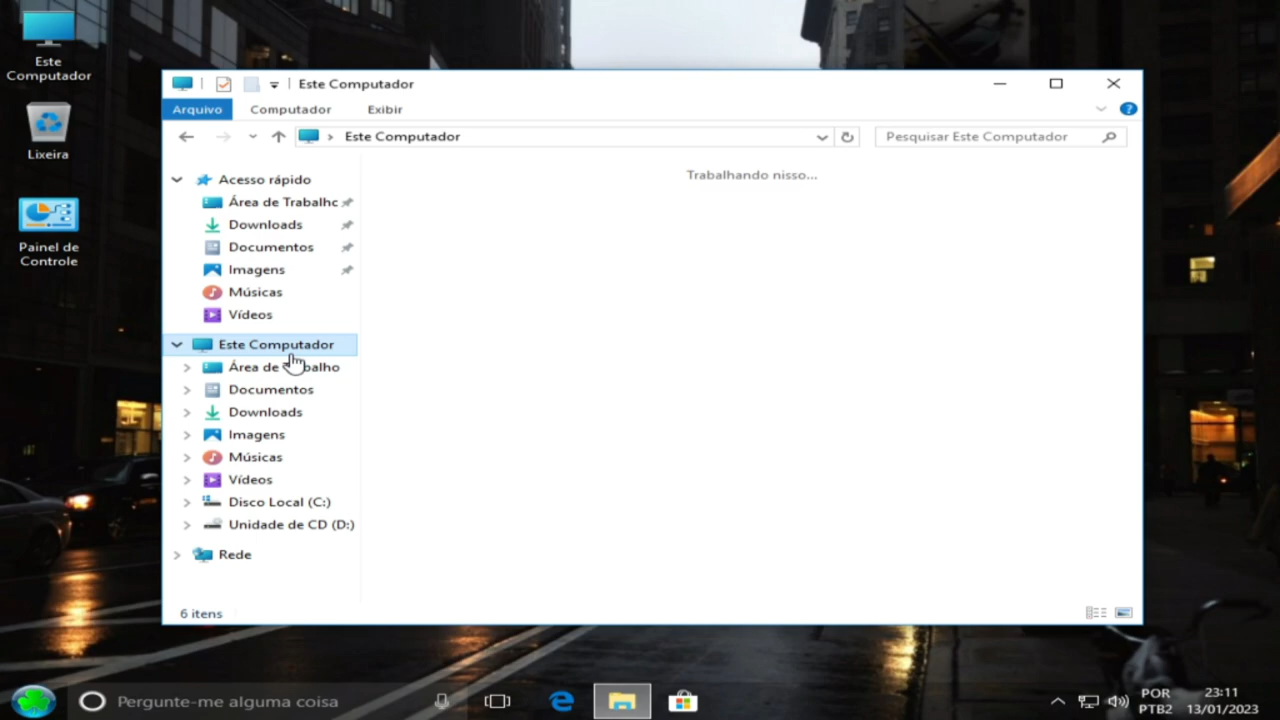 Este
Computador
Lixeira
Painel de
Controle
Este Computador
Arquivo
Computador
Exibir
?
Este Computador
Pesquisar Este Computador
Acesso rápido
Área de Trabalhc
Downloads
Documentos
Imagens
Músicas
Vídeos
Este Computador
Área de balho
Documentos
Downloads
Imagens
Músicas
Vídeos
Disco Local (C:)
Unidade de CD (D:)
Rede
Trabalhando nisso...
6 itens
Pergunte-me alguma coisa
POR
PTB2
23:11
13/01/2023